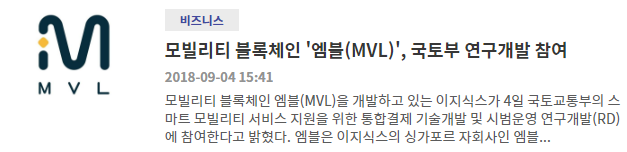 비즈니스
모빌리티 블록체인 '엠블(MVL)', 국토부 연구개발 참여
2018-09-04 15:41
MVL
모빌리티 블록체인 엠블(MVL)을 개발하고 있는 이지식스가 4일 국토교통부의 스
마트 모빌리티 서비스 지원을 위한 통합결제 기술개발 및 시범운영 연구개발(RD)
에 참여한다고 밝혔다. 엠블은 이지식스의 싱가포르 자회사인 엠블...